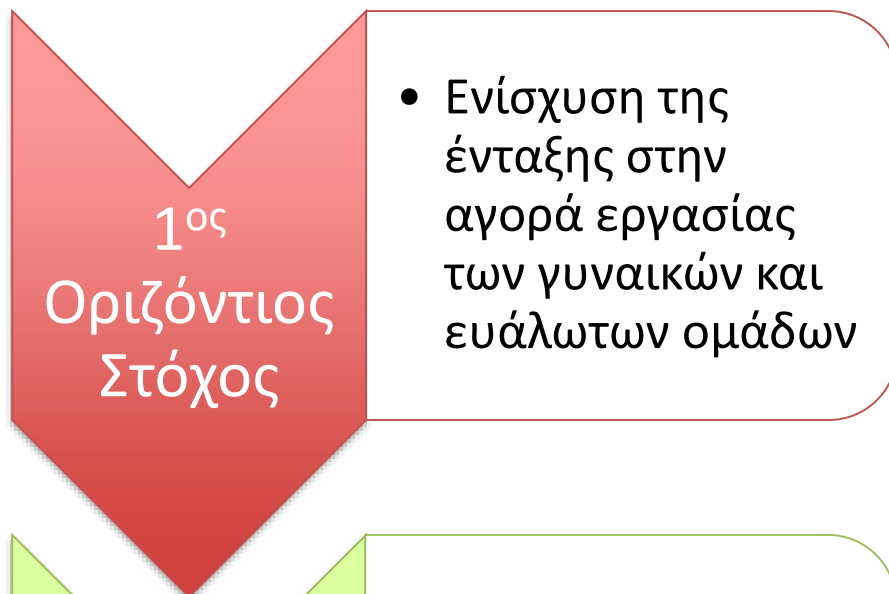 1ος
Οριζόντιος
Στόχος
• Ενίσχυση της
ένταξης στην
αγορά εργασίας
των γυναικών και
ευάλωτων ομάδων